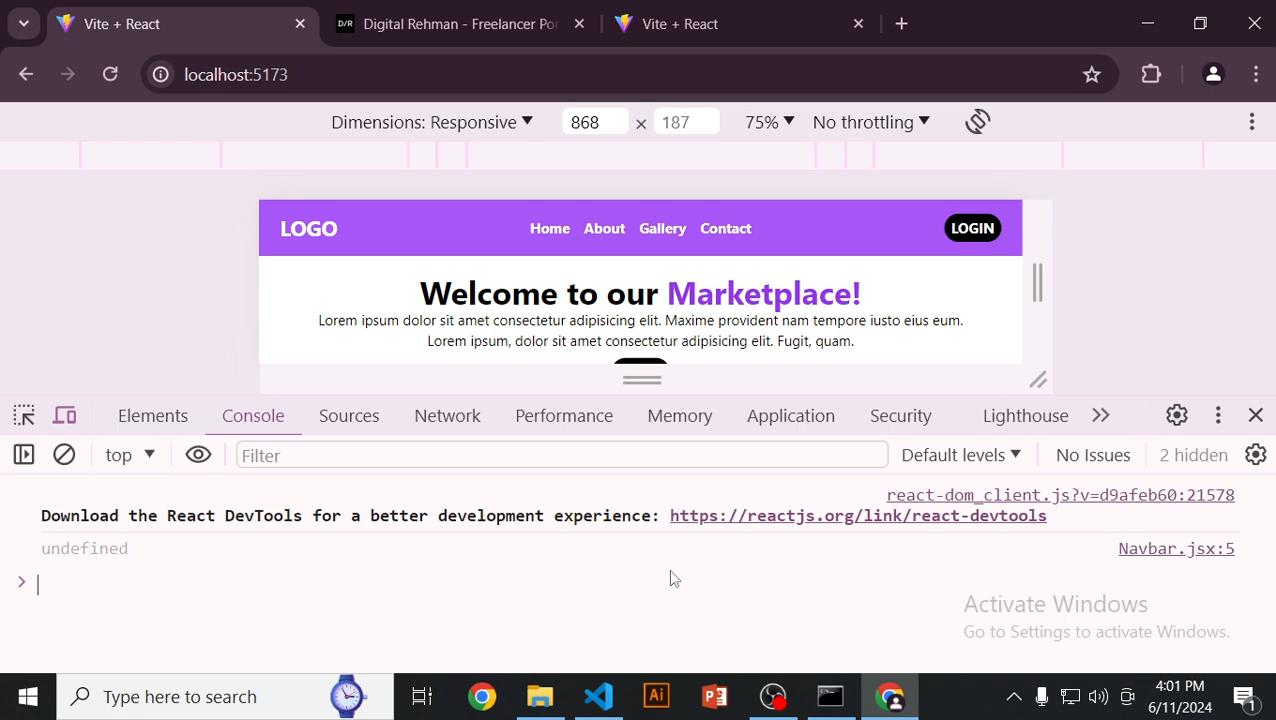 Vite + React
Digital Rehman - Freelancer Por
Vite + React
localhost:5173
Dimensions: Responsive 868 × 187 75% No throttling
LOGO Home About Gallery Contact LOGIN
Welcome to our Marketplace!
Lorem ipsum dolor sit amet consectetur adipisicing elit. Maxime provident nam tempore iusto eius eum.
Lorem ipsum, dolor sit amet consectetur adipisicing elit. Fugit, quam.
Elements Console Sources Network Performance Memory Application Security Lighthouse
top Filter Default levels No Issues 2 hidden
react-dom_client.js?v=d9afeb60:21578
Download the React DevTools for a better development experience: https://reactjs.org/link/react-devtools
undefined Navbar.jsx:5
Activate Windows
Go to Settings to activate Windows.
Type here to search
4:01 PM
6/11/2024
1